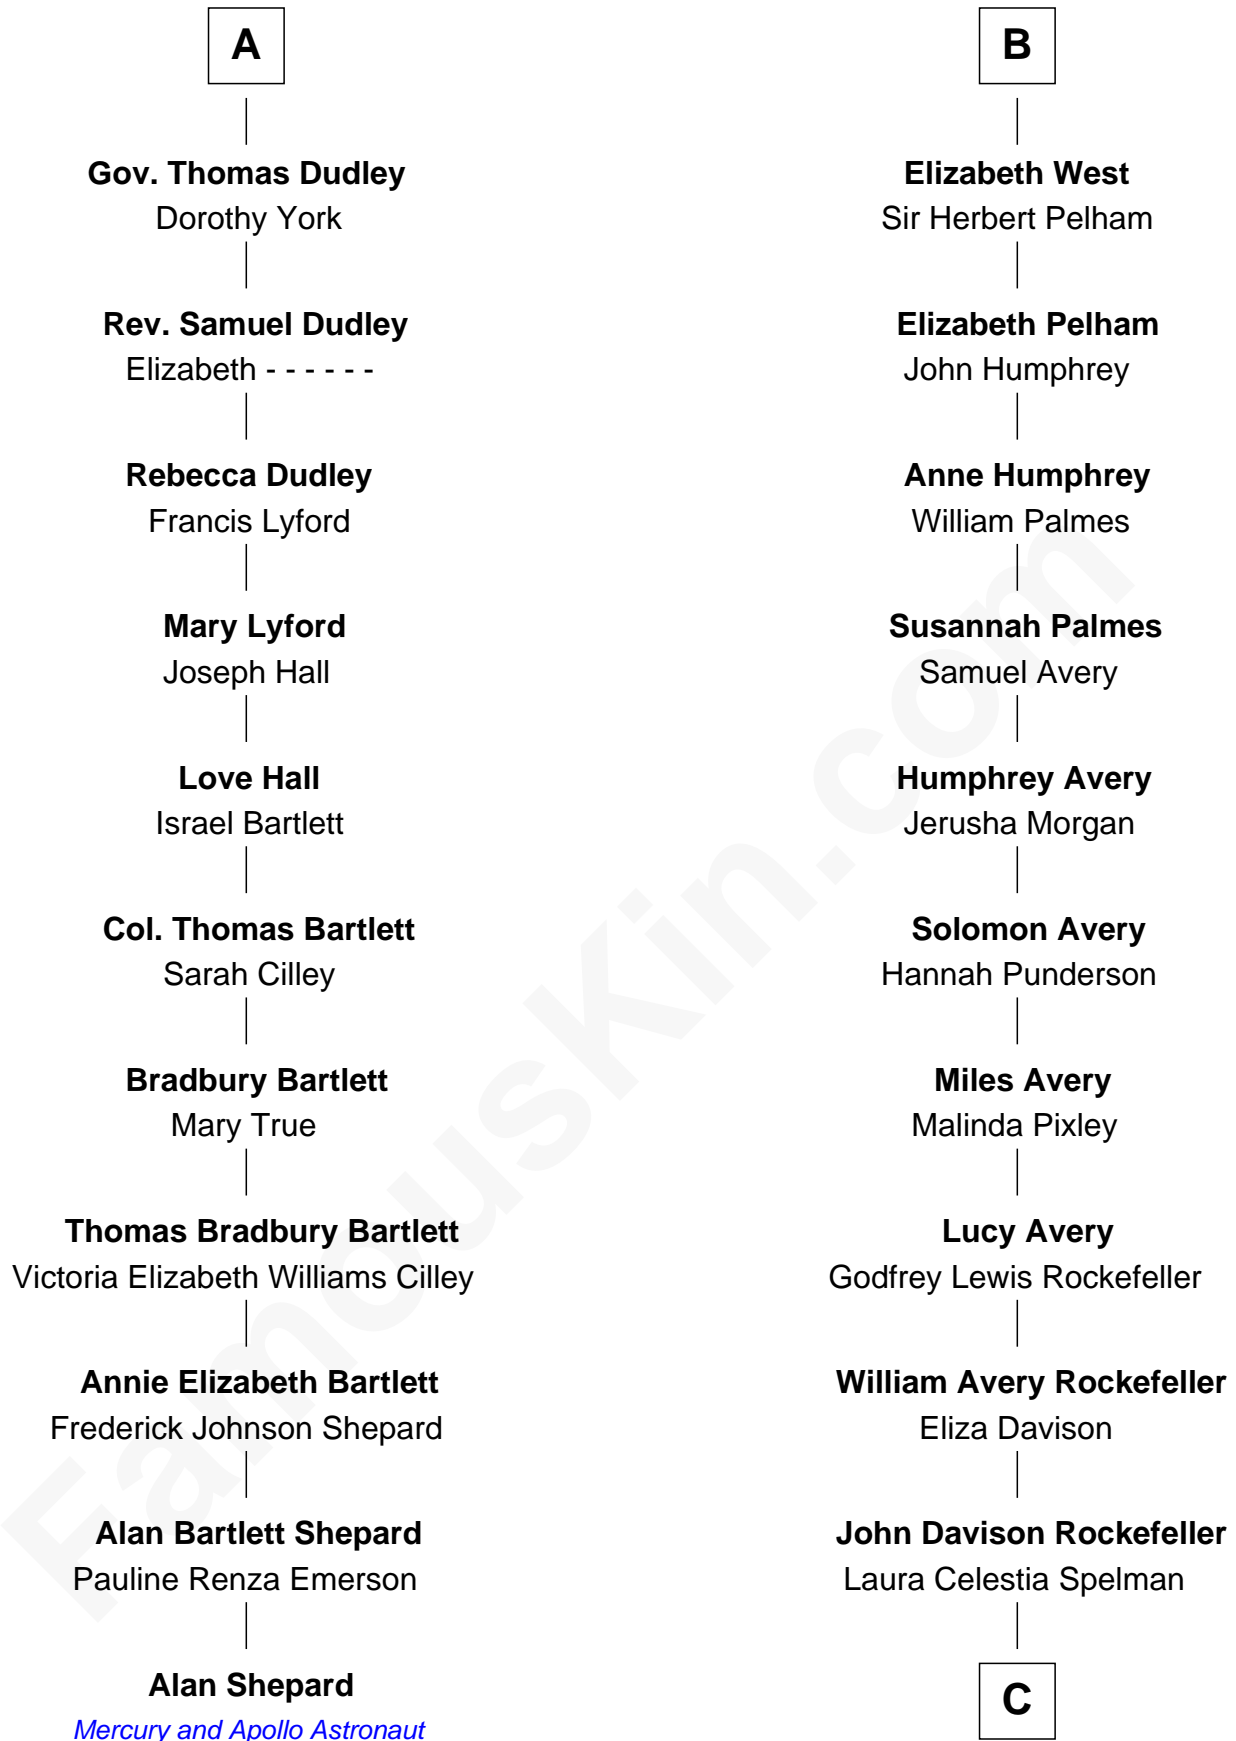 A
Gov. Thomas Dudley
Dorothy York
Rev. Samuel Dudley
Elizabeth - - - - - -
Rebecca Dudley
Francis Lyford
Mary Lyford
Joseph Hall
Love Hall
Israel Bartlett
Col. Thomas Bartlett
Sarah Cilley
Bradbury Bartlett
Mary True
Thomas Bradbury Bartlett
Victoria Elizabeth Williams Cilley
Annie Elizabeth Bartlett
Frederick Johnson Shepard
Alan Bartlett Shepard
Pauline Renza Emerson
Alan Shepard
Mercury and Apollo Astronaut
B
Elizabeth West
Sir Herbert Pelham
Elizabeth Pelham
John Humphrey
Anne Humphrey
William Palmes
Susannah Palmes
Samuel Avery
Humphrey Avery
Jerusha Morgan
Solomon Avery
Hannah Punderson
Miles Avery
Malinda Pixley
Lucy Avery
Godfrey Lewis Rockefeller
William Avery Rockefeller
Eliza Davison
John Davison Rockefeller
Laura Celestia Spelman
C
FamousKin.com